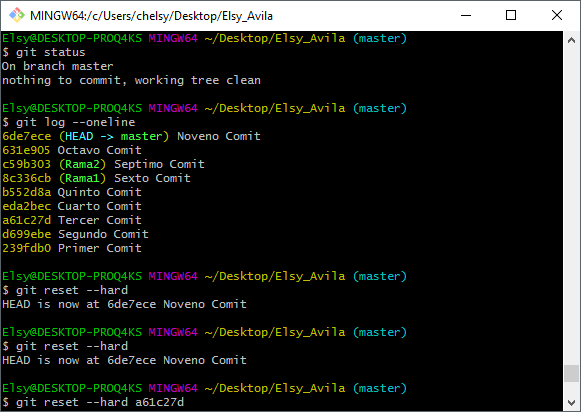 MINGW64:/c/Users/chelsy/Desktop/Elsy_Avila
Elsy@DESKTOP-PROQ4KS MINGW64 ~/Desktop/Elsy_Avila (master)
$ git status
On branch master
nothing to commit, working tree clean
Elsy@DESKTOP-PROQ4KS MINGW64 ~/Desktop/Elsy_Avila (master)
$ git log --oneline
6de7ece (HEAD -> master) Noveno Comit
631e905 Octavo Comit
c59b303 (Rama2) Septimo Comit
8c336cb (Rama1) Sexto Comit
b552d8a Quinto Comit
eda2bec Cuarto Comit
a61c27d Tercer Comit
d699ebe Segundo Comit
239fdb0 Primer Comit
Elsy@DESKTOP-PROQ4KS MINGW64 ~/Desktop/Elsy_Avila (master)
$ git reset --hard
HEAD is now at 6de7ece Noveno Comit
Elsy@DESKTOP-PROQ4KS MINGW64 ~/Desktop/Elsy_Avila (master)
$ git reset --hard
HEAD is now at 6de7ece Noveno Comit
Elsy@DESKTOP-PROQ4KS MINGW64 ~/Desktop/Elsy_Avila (master)
$ git reset --hard a61c27d